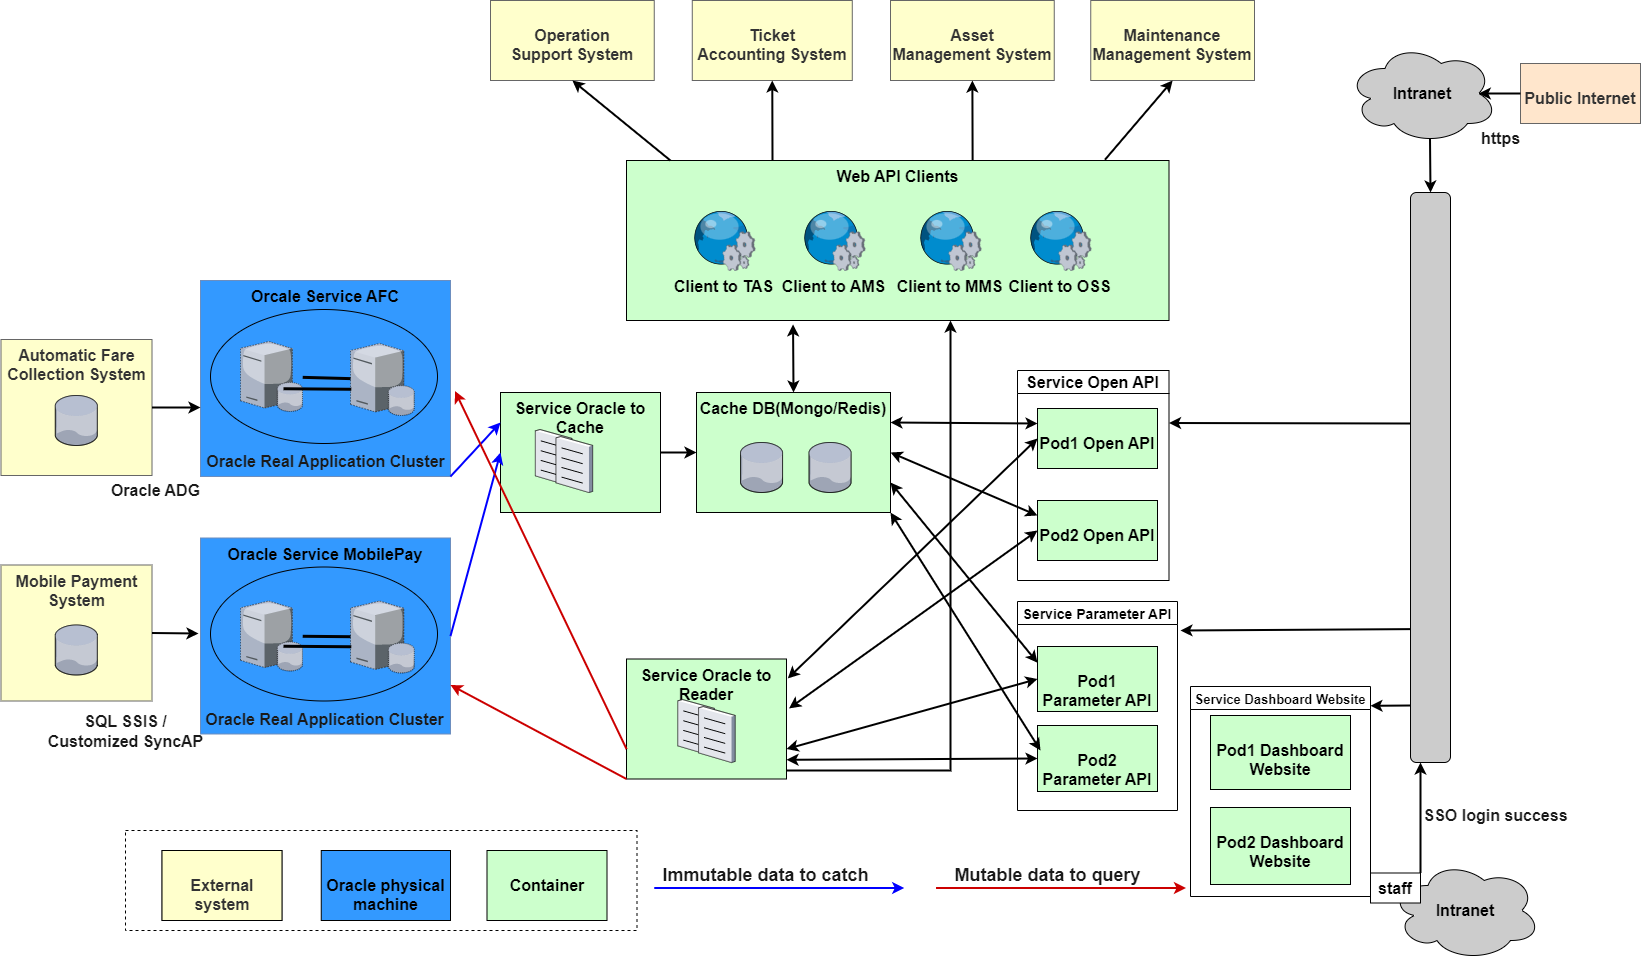 Operation
Support System
Ticket
Accounting System
Asset
Management System
Maintenance
Management System
Intranet
Public Internet
https
Web API Clients
Client to TAS
Client to AMS
Client to MMS
Client to OSS
Orcale Service AFC
Oracle Real Application Cluster
Automatic Fare
Collection System
Oracle ADG
Service Oracle to
Cache
Cache DB(Mongo/Redis)
Service Open API
Pod1 Open API
Pod2 Open API
Oracle Service MobilePay
Oracle Real Application Cluster
Mobile Payment
System
SQL SSIS /
Customized SyncAP
Service Oracle to
Reader
Service Parameter API
Pod1
Parameter API
Pod2
Parameter API
Service Dashboard Website
Pod1 Dashboard
Website
Pod2 Dashboard
Website
SSO login success
staff
Intranet
External
system
Oracle physical
machine
Container
Immutable data to catch
Mutable data to query